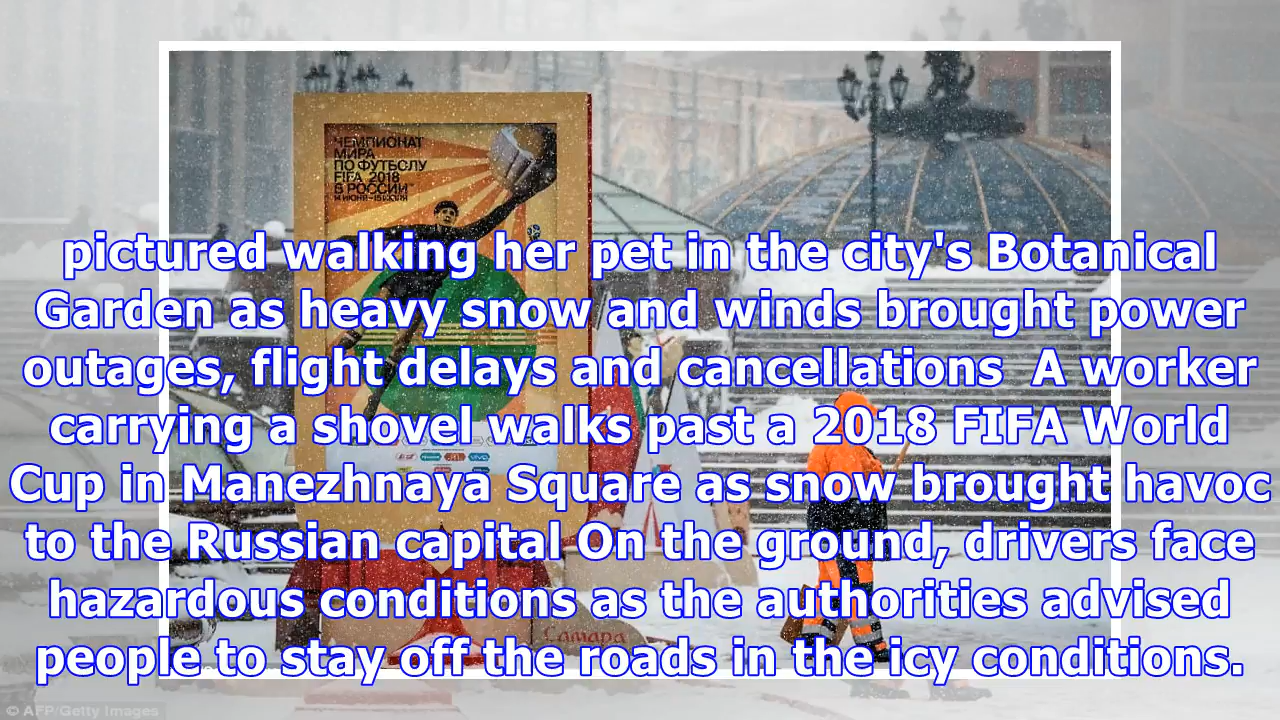 ЧЕМПИОНАТ
МИРА
ПО ФУТБОЛУ
FIFA 2018
В РОССИИ
pictured walking her pet in the city's Botanical
Garden as heavy snow and winds brought power
outages, flight delays and cancellations A worker
carrying a shovel walks past a 2018 FIFA World
Cup in Manezhnaya Square as snow brought havoc
to the Russian capital On the ground, drivers face
hazardous conditions as the authorities advised
people to stay off the roads in the icy conditions.
Самара
© AFP/Getty Images